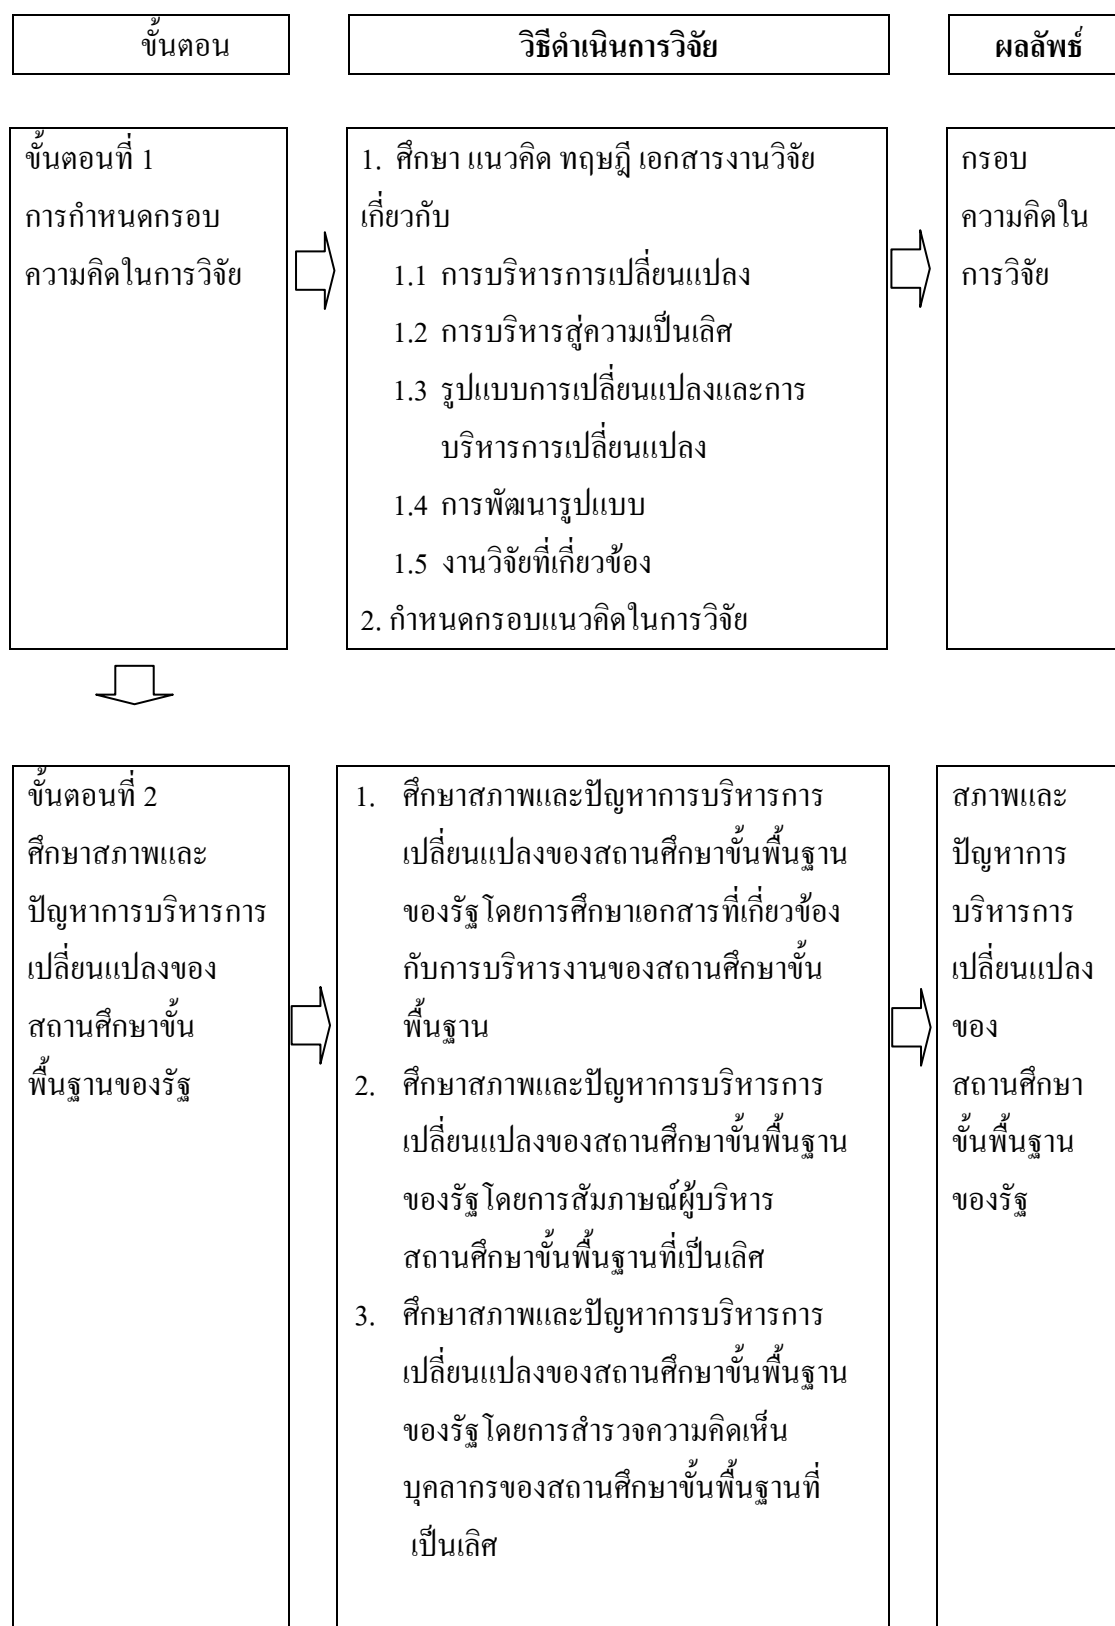 ขั้นตอน
วิธีดำเนินการวิจัย
ผลลัพธ์
ขั้นตอนที่ 1
การกำหนดกรอบ
ความคิดในการวิจัย
1. ศึกษา แนวคิด ทฤษฎี เอกสารงานวิจัย
เกี่ยวกับ
1.1 การบริหารการเปลี่ยนแปลง
1.2 การบริหารสู่ความเป็นเลิศ
1.3 รูปแบบการเปลี่ยนแปลงและการ
บริหารการเปลี่ยนแปลง
1.4 การพัฒนารูปแบบ
1.5 งานวิจัยที่เกี่ยวข้อง
2. กำหนดกรอบแนวคิดในการวิจัย
กรอบ
ความคิดใน
การวิจัย
ขั้นตอนที่ 2
ศึกษาสภาพและ
ปัญหาการบริหารการ
เปลี่ยนแปลงของ
สถานศึกษาขั้น
พื้นฐานของรัฐ
1. ศึกษาสภาพและปัญหาการบริหารการ
เปลี่ยนแปลงของสถานศึกษาขั้นพื้นฐาน
ของรัฐโดยการศึกษาเอกสารที่เกี่ยวข้อง
กับการบริหารงานของสถานศึกษาขั้น
พื้นฐาน
2. ศึกษาสภาพและปัญหาการบริหารการ
เปลี่ยนแปลงของสถานศึกษาขั้นพื้นฐาน
ของรัฐโดยการสัมภาษณ์ผู้บริหาร
สถานศึกษาขั้นพื้นฐานที่เป็นเลิศ
3. ศึกษาสภาพและปัญหาการบริหารการ
เปลี่ยนแปลงของสถานศึกษาขั้นพื้นฐาน
ของรัฐโดยการสำรวจความคิดเห็น
บุคลากรของสถานศึกษาขั้นพื้นฐานที่
เป็นเลิศ
สภาพและ
ปัญหาการ
บริหารการ
เปลี่ยนแปลง
ของ
สถานศึกษา
ขั้นพื้นฐาน
ของรัฐ